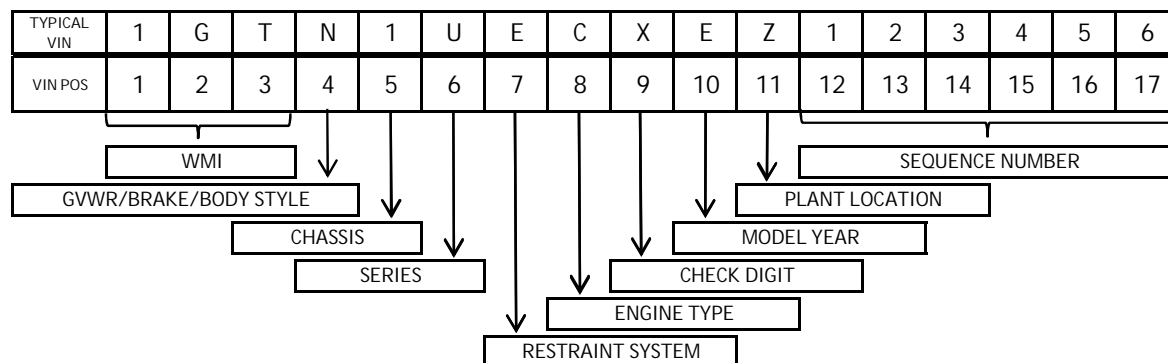 TYPICAL VIN 1 G T N 1 U E C X E Z 1 2 3 4 5 6
VIN POS 1 2 3 4 5 6 7 8 9 10 11 12 13 14 15 16 17
WMI SEQUENCE NUMBER
GVWR/BRAKE/BODY STYLE PLANT LOCATION
CHASSIS MODEL YEAR
SERIES CHECK DIGIT
ENGINE TYPE
RESTRAINT SYSTEM